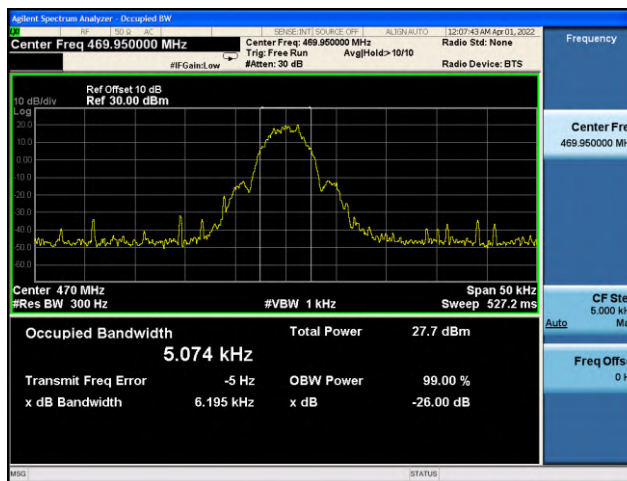 Agilent Spectrum Analyzer - Occupied BW
RF 50 Ω AC SENSE:INT SOURCE OFF ALIGN AUTO 12:07:43 AM Apr 01, 2022
Center Freq 469.950000 MHz
Center Freq: 469.950000 MHz Radio Std: None
Trig: Free Run Avg|Hold:> 10/10
#IFGain:Low #Atten: 30 dB Radio Device: BTS
Ref Offset 10 dB
10 dB/div Ref 30.00 dBm
Log
20.0
10.0
0.00
-10.0
-20.0
-30.0
-40.0
-50.0
-60.0
Center 470 MHz Span 50 kHz
#Res BW 300 Hz #VBW 1 kHz Sweep 527.2 ms
Occupied Bandwidth Total Power 27.7 dBm
5.074 kHz
Transmit Freq Error -5 Hz OBW Power 99.00 %
x dB Bandwidth 6.195 kHz x dB -26.00 dB
MSG STATUS
Frequency
Center Fre
469.950000 MH
CF Ste
5.000 kH
Auto Ma
Freq Offs
0 H